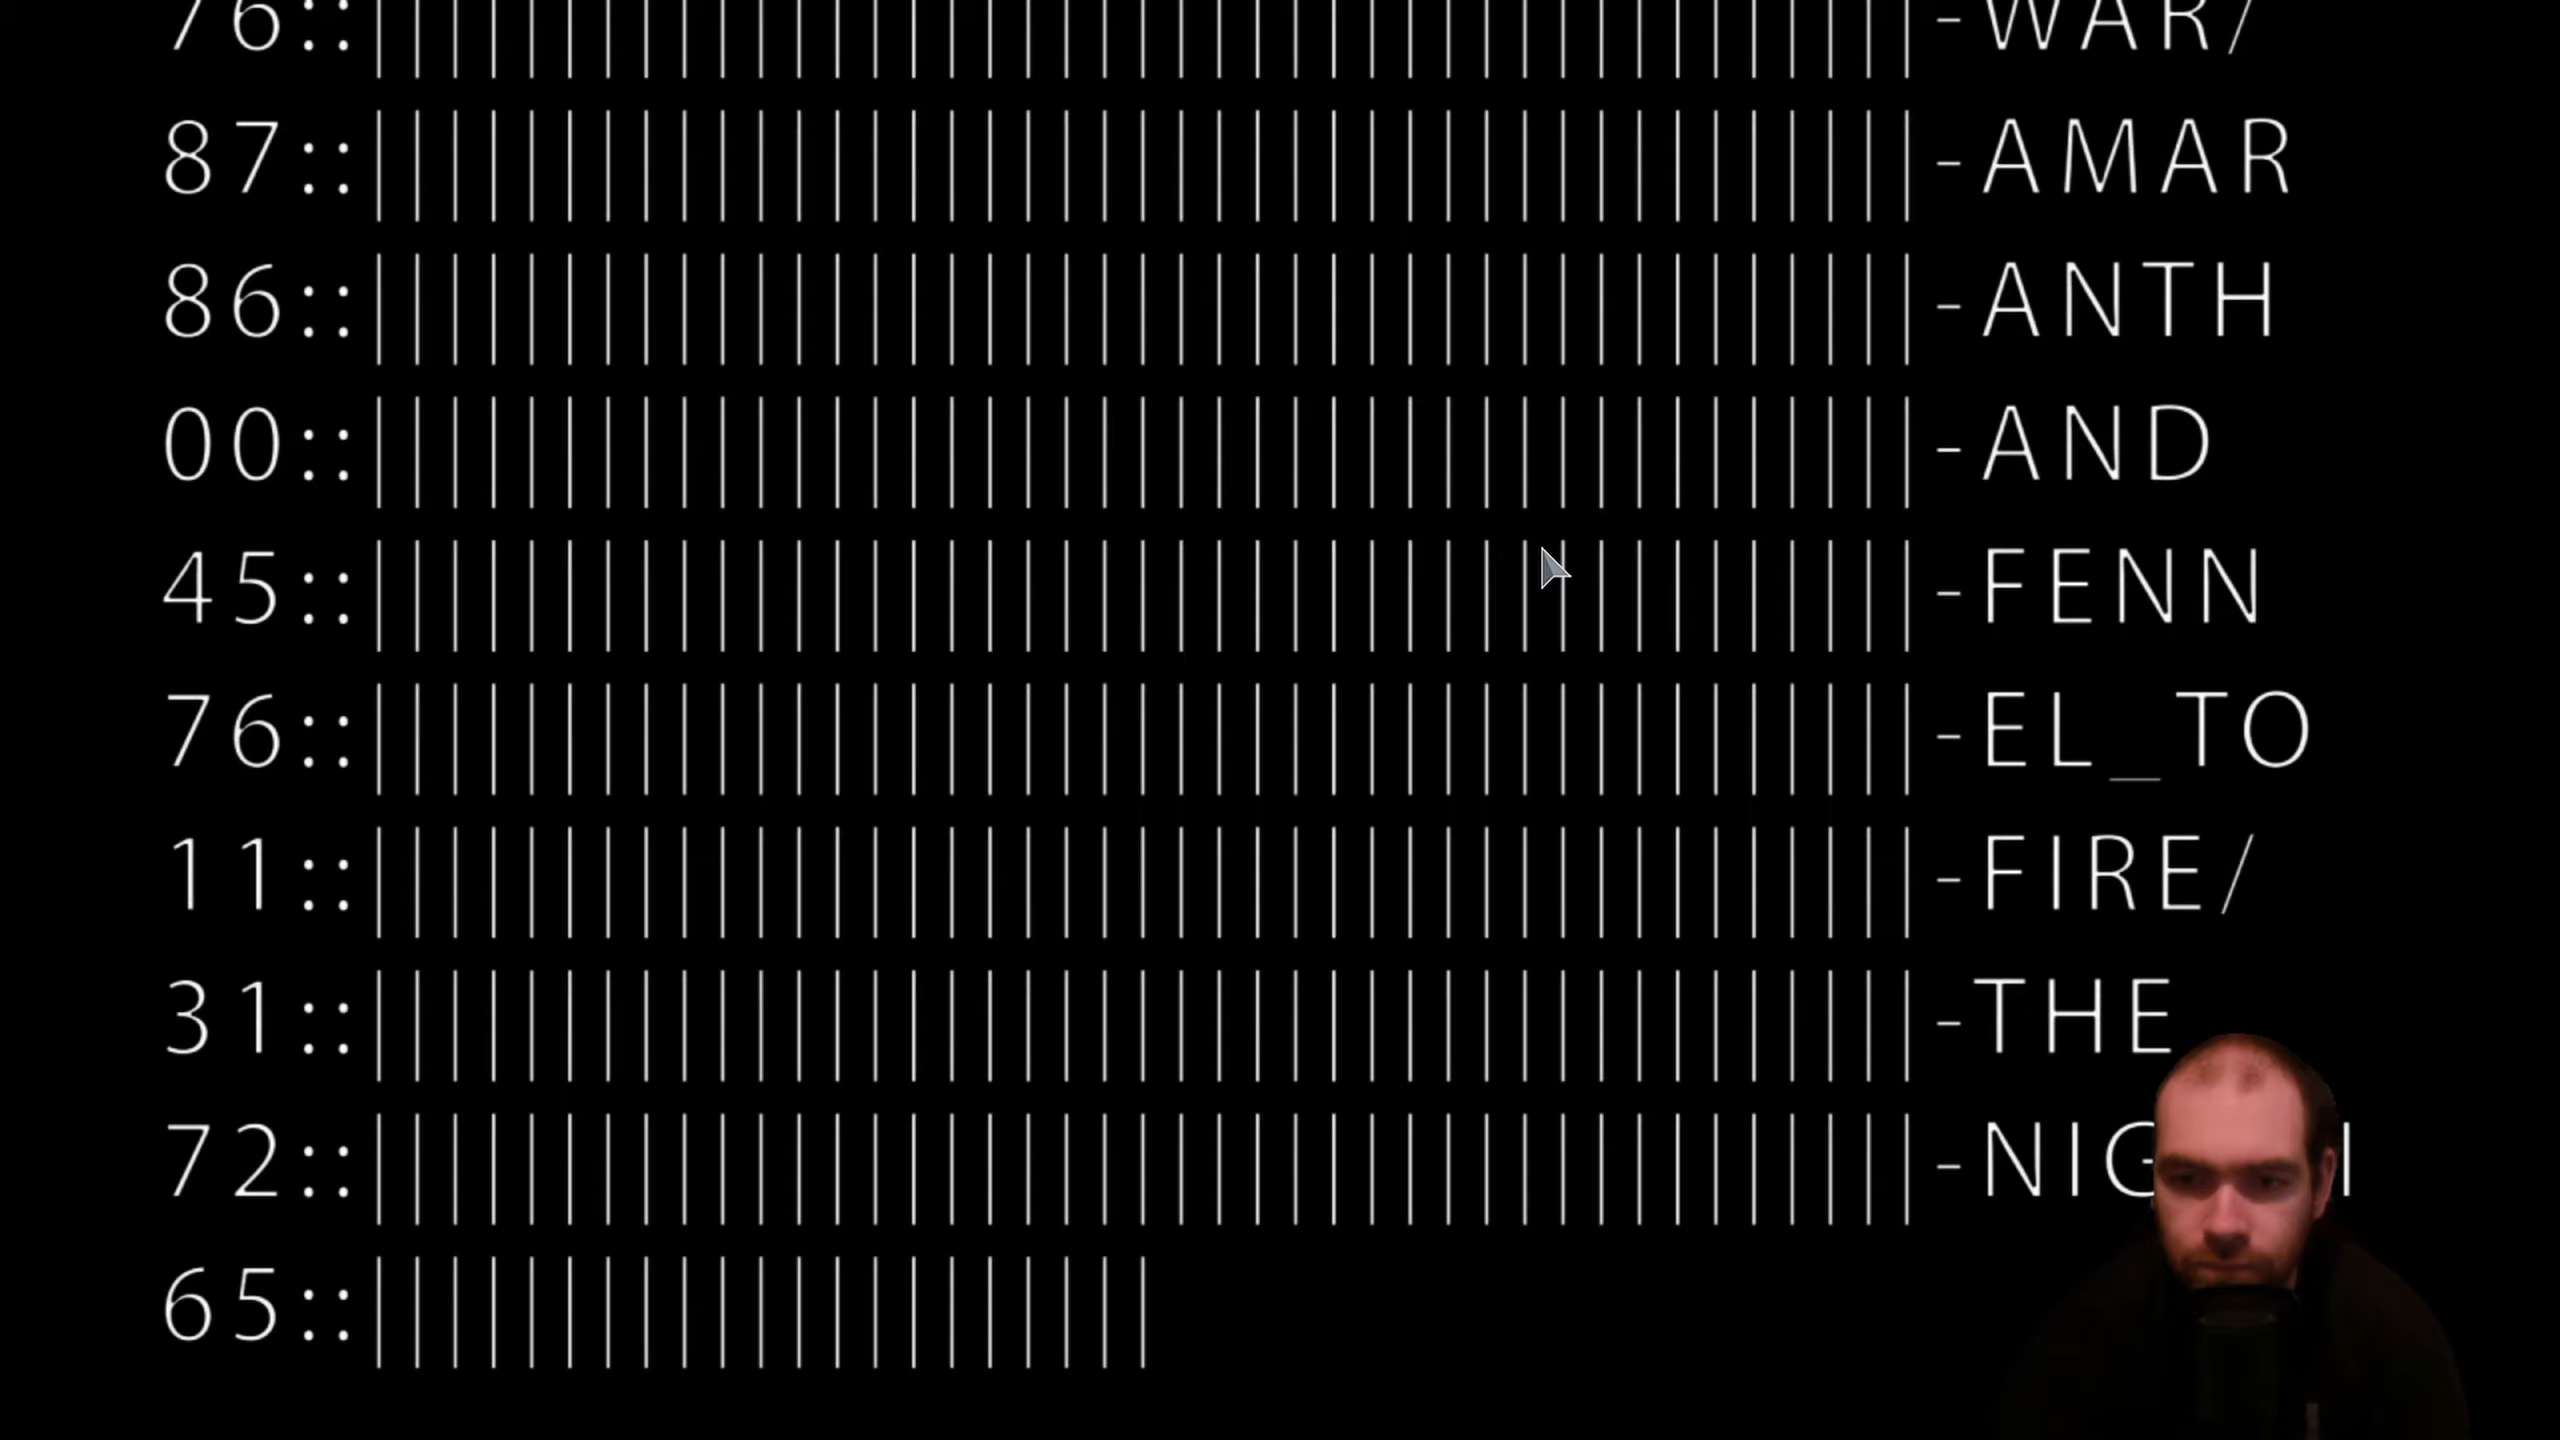 76::|||||||||||||||||||||||||||||||||||||||||-WAR/
87::|||||||||||||||||||||||||||||||||||||||||-AMAR
86::|||||||||||||||||||||||||||||||||||||||||-ANTH
00::|||||||||||||||||||||||||||||||||||||||||-AND
45::|||||||||||||||||||||||||||||||||||||||||-FENN
76::|||||||||||||||||||||||||||||||||||||||||-EL_TO
11::|||||||||||||||||||||||||||||||||||||||||-FIRE/
31::|||||||||||||||||||||||||||||||||||||||||-THE
72::|||||||||||||||||||||||||||||||||||||||||-
65::|||||||||||||||||||||